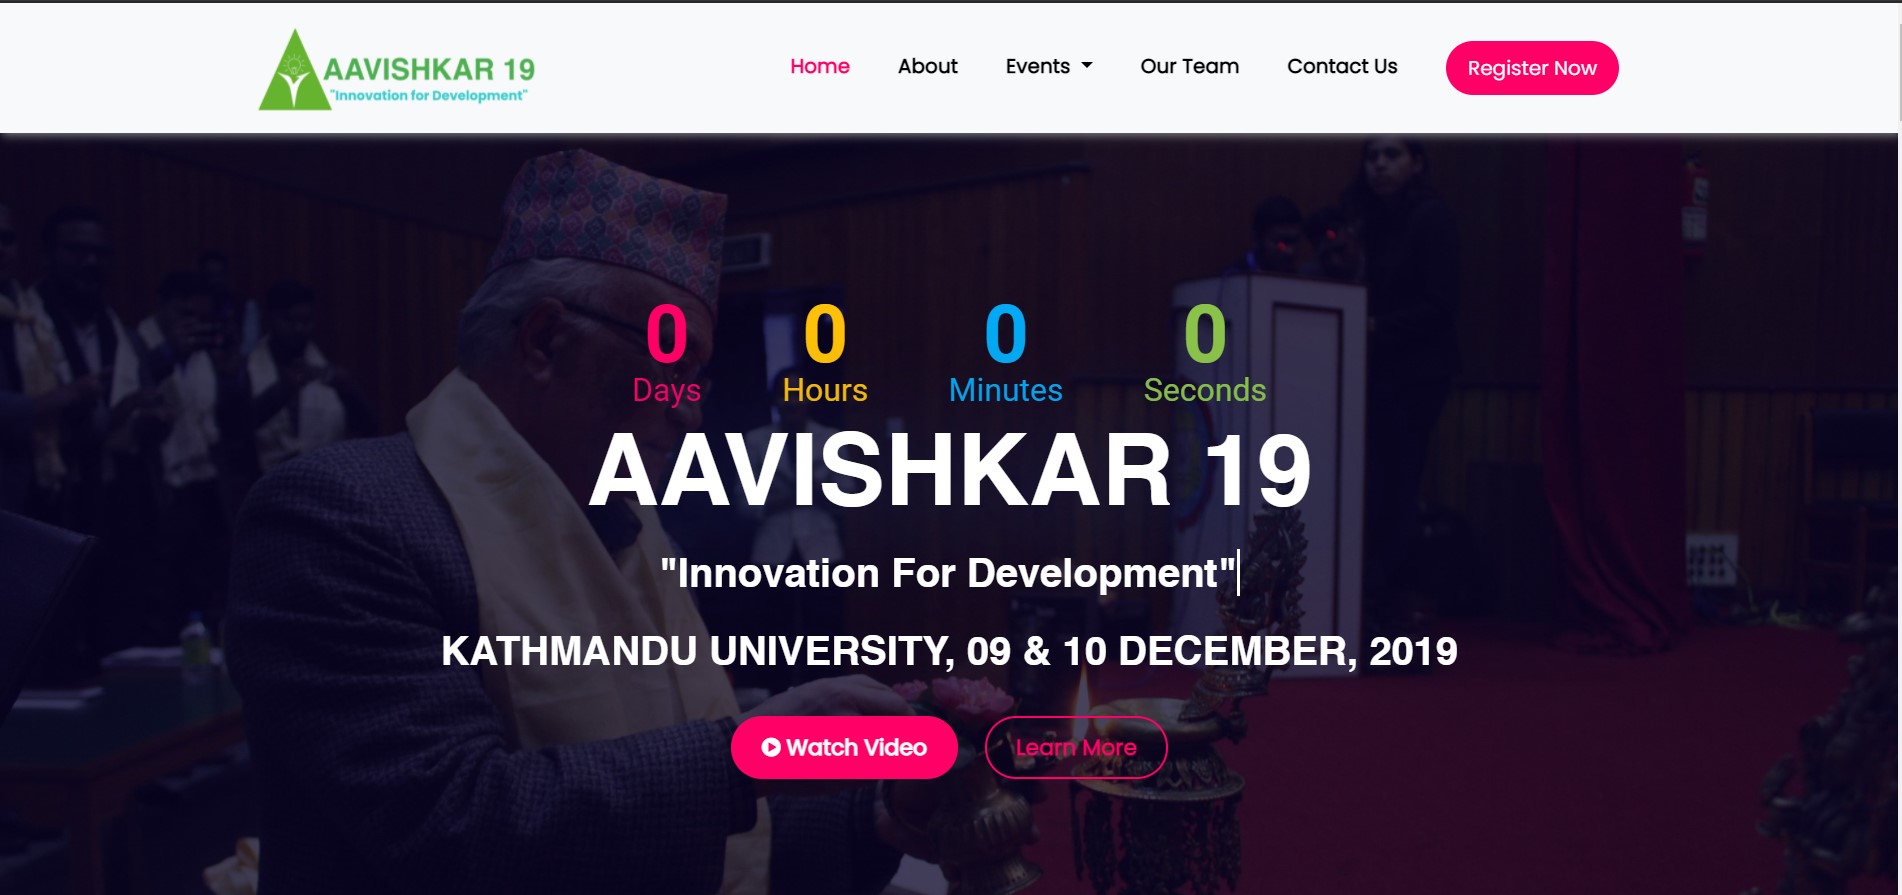 AAVISHKAR 19
"Innovation for Development"
Home About Events Our Team Contact Us Register Now
0 0 0 0
Days Hours Minutes Seconds
AAVISHKAR 19
"Innovation For Development"
KATHMANDU UNIVERSITY, 09 & 10 DECEMBER, 2019
Watch Video Learn More